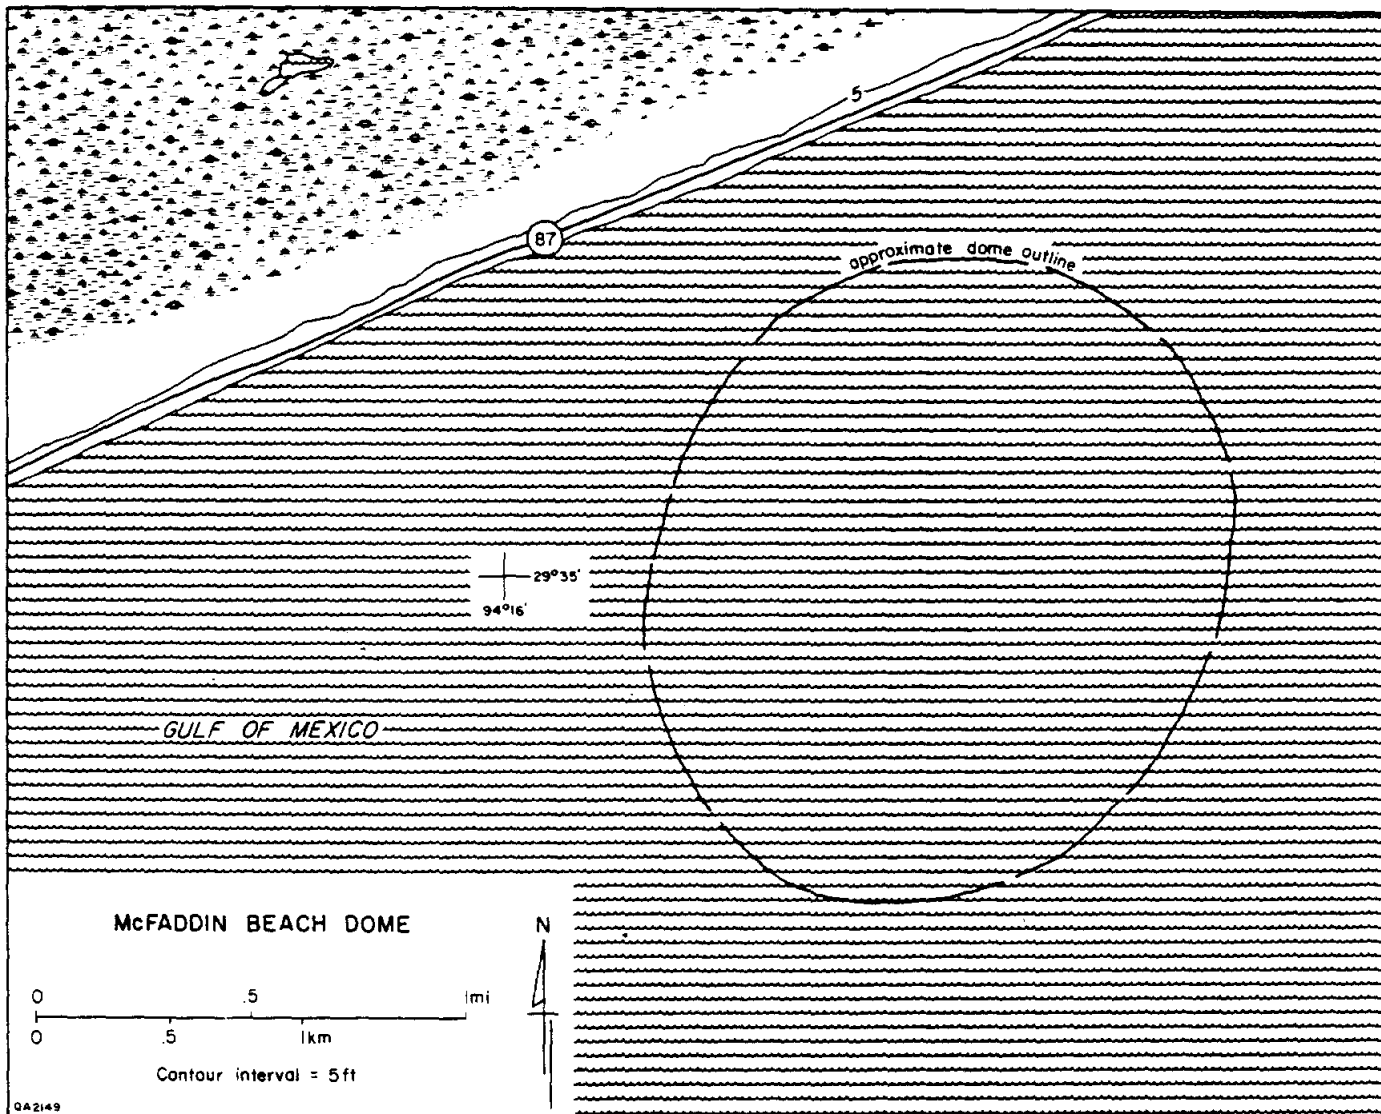 5
87
approximate dome outline
29°35'
94°16'
GULF OF MEXICO
McFADDIN BEACH DOME
N
0 .5 1mi
0 .5 1km
Contour interval = 5ft
QA2149